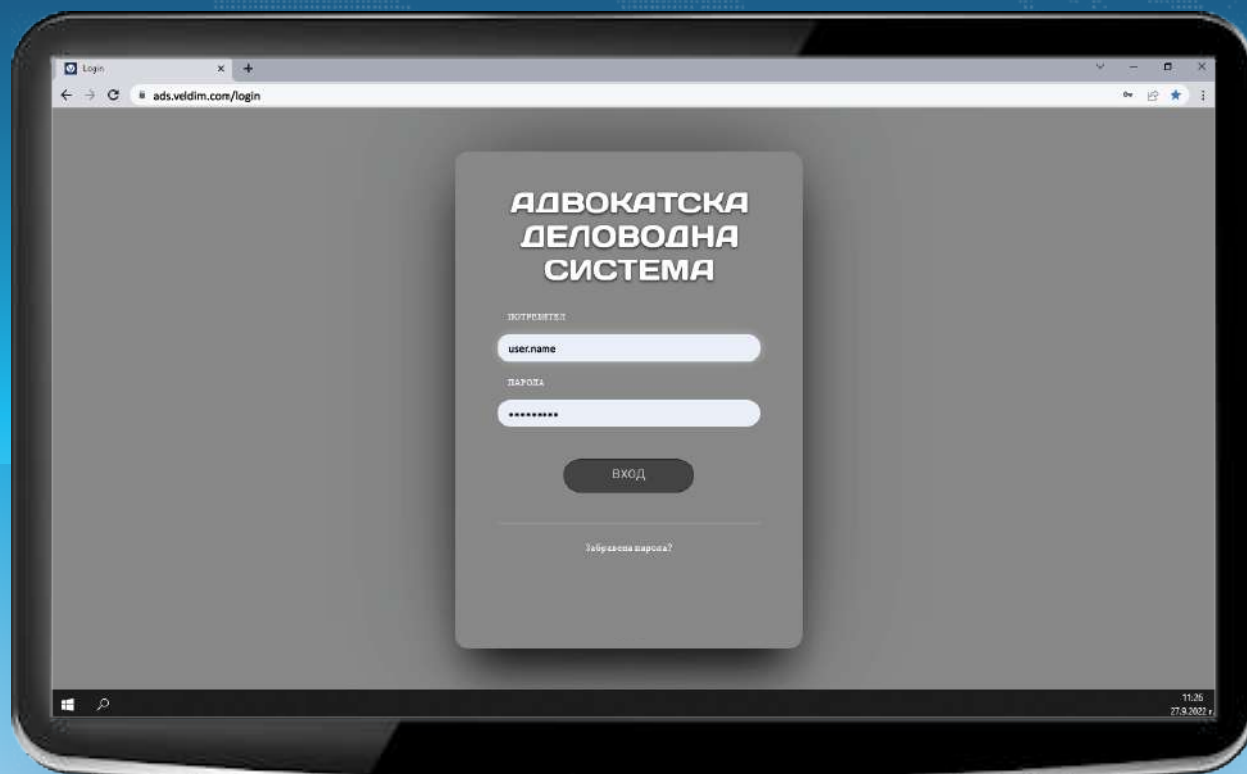 Login
ads.veldim.com/login
АДВОКАТСКА
ДЕЛОВОДНА
СИСТЕМА
ПОТРЕБИТЕЛ
user.name
ПАРОЛА
•••••••••
ВХОД
Забравена парола?
11:26
27.9.2022 г.